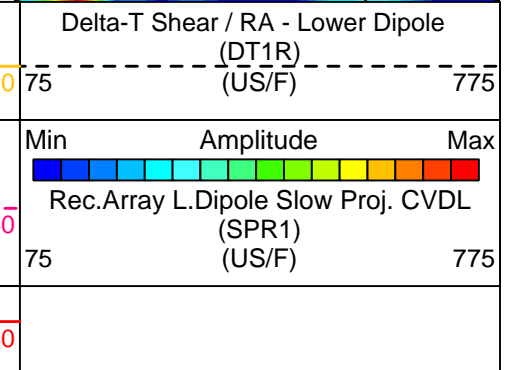 Delta-T Shear / RA - Lower Dipole
(DT1R)
0 75 (US/F) 775
Min Amplitude Max
Rec.Array L.Dipole Slow Proj. CVDL
0 (SPR1)
75 (US/F) 775
0